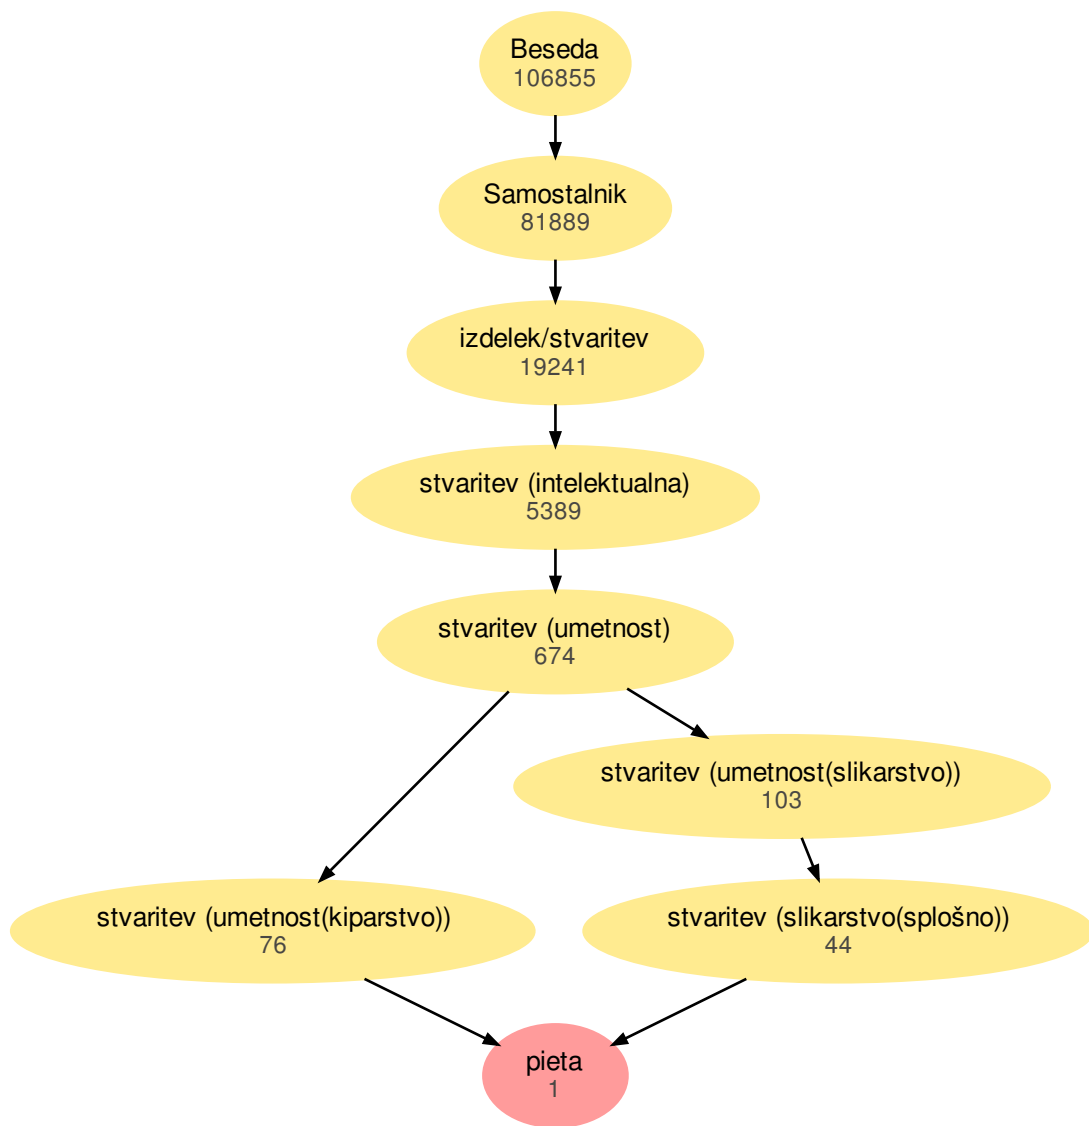 Beseda
106855
Samostalnik
81889
izdelek/stvaritev
19241
stvaritev (intelektualna)
5389
stvaritev (umetnost)
674
stvaritev (umetnost(slikarstvo))
103
stvaritev (umetnost(kiparstvo))
76
stvaritev (slikarstvo(splošno))
44
pieta
1